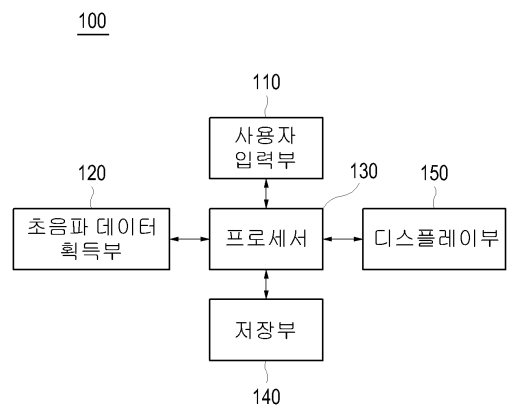 100
110
사용자
입력부
120
130
150
초음파 데이터
획득부
프로세서
디스플레이부
저장부
140